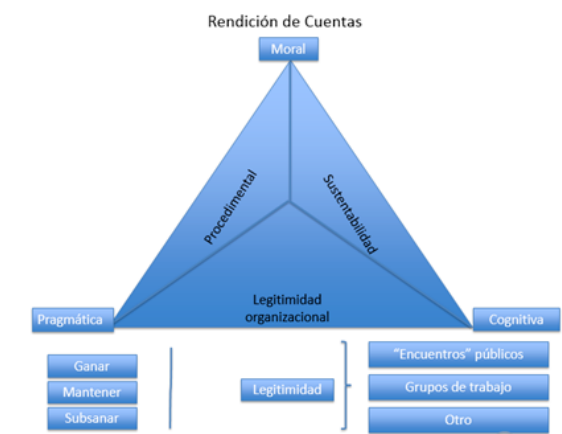 Rendición de Cuentas
Moral
Procedimental
Sustentabilidad
Legitimidad
organizacional
Pragmática
Cognitiva
Ganar
Mantener
Subsanar
Legitimidad
"Encuentros" públicos
Grupos de trabajo
Otro